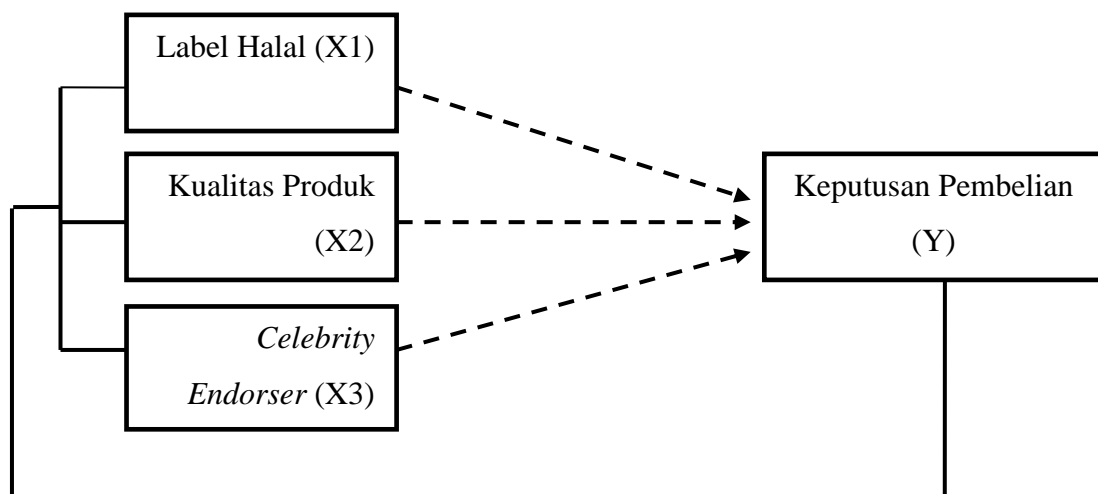 Label Halal (X1)
Kualitas Produk
(X2)
Celebrity
Endorser (X3)
Keputusan Pembelian
(Y)